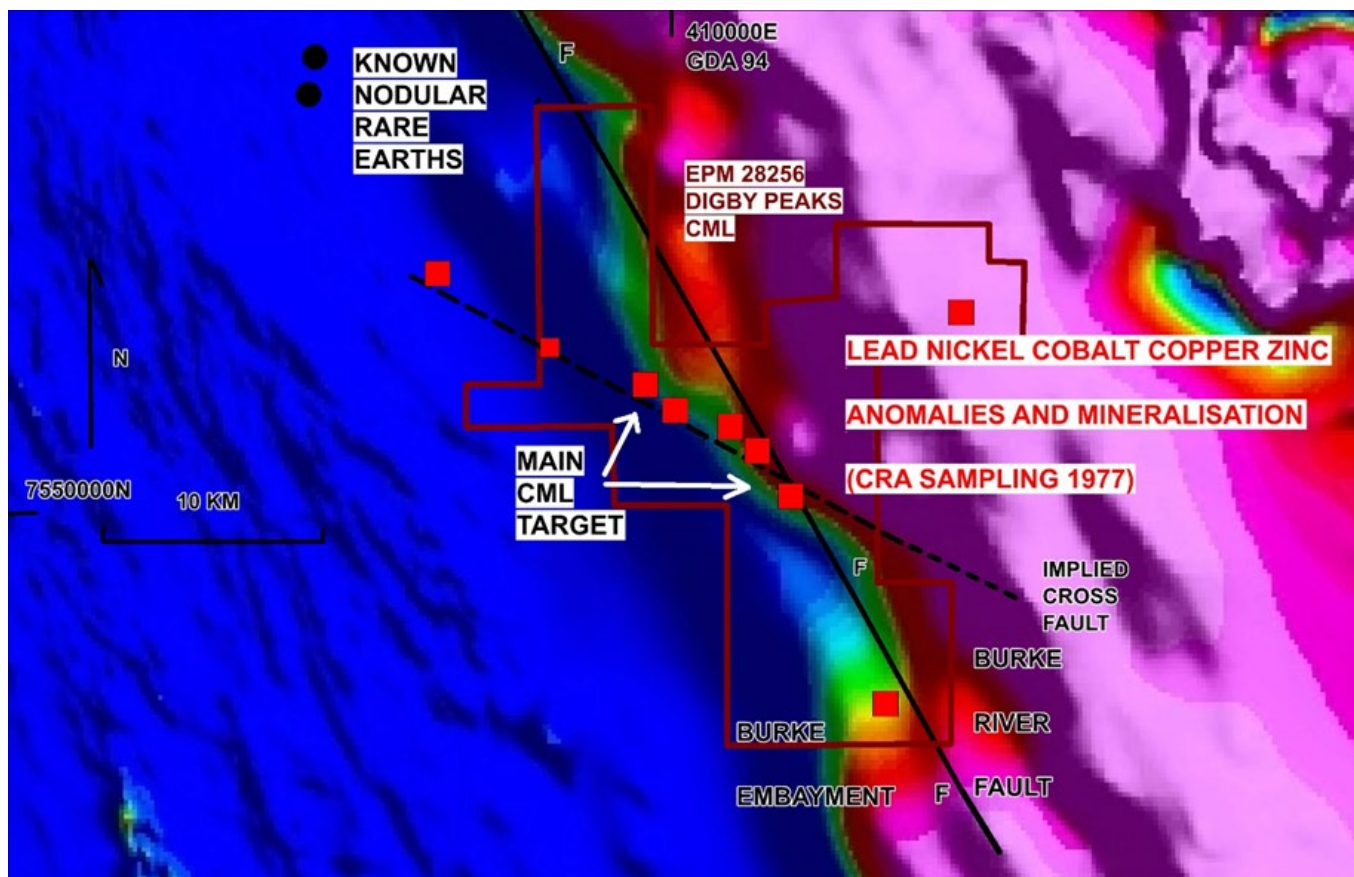 F
410000E
GDA 94
KNOWN
NODULAR
RARE
EARTHS
EPM 28256
DIGBY PEAKS
CML
N
LEAD NICKEL COBALT COPPER ZINC
ANOMALIES AND MINERALISATION
(CRA SAMPLING 1977)
MAIN
CML
TARGET
7550000N
10 KM
F
IMPLIED
CROSS
FAULT
BURKE
RIVER
FAULT
BURKE
EMBAYMENT
F